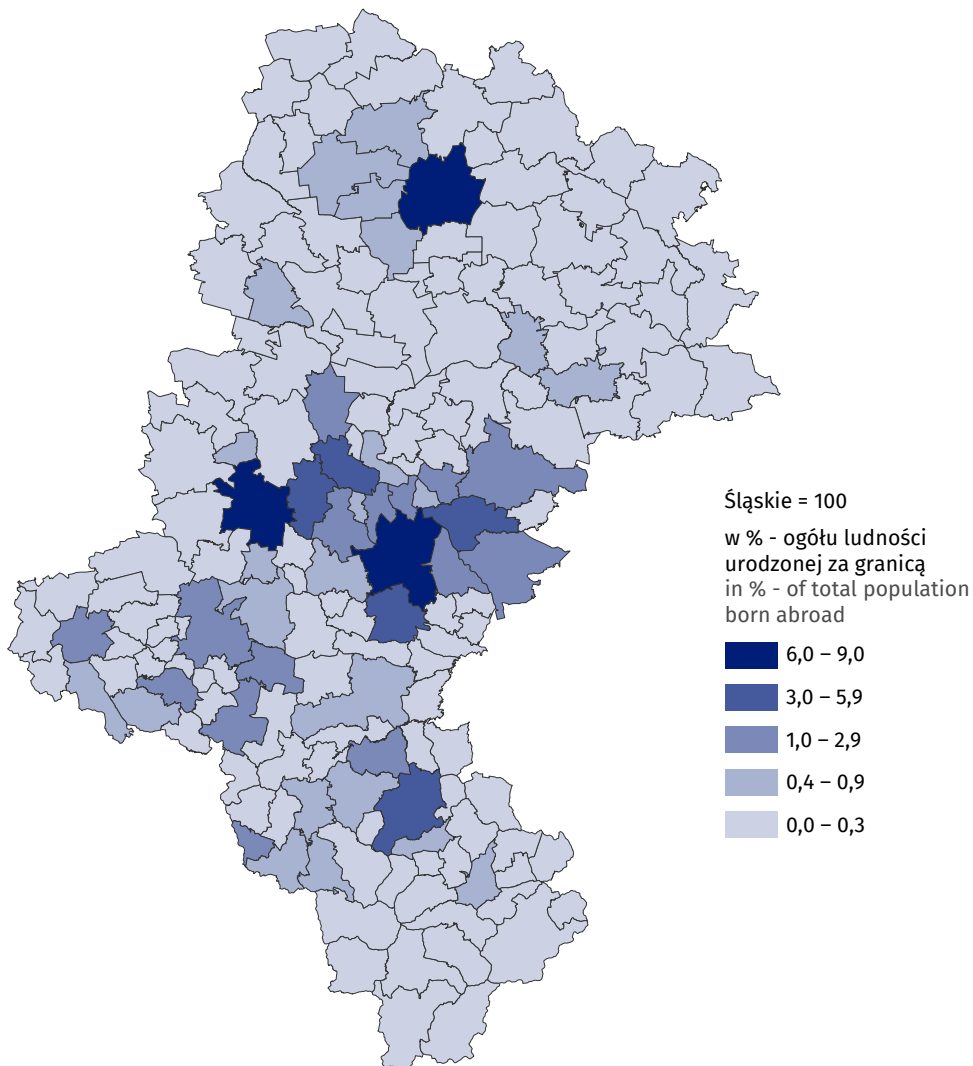 Śląskie = 100
w % - ogółu ludności
urodzonej za granicą
in % - of total population
born abroad
6,0 – 9,0
3,0 – 5,9
1,0 – 2,9
0,4 – 0,9
0,0 – 0,3